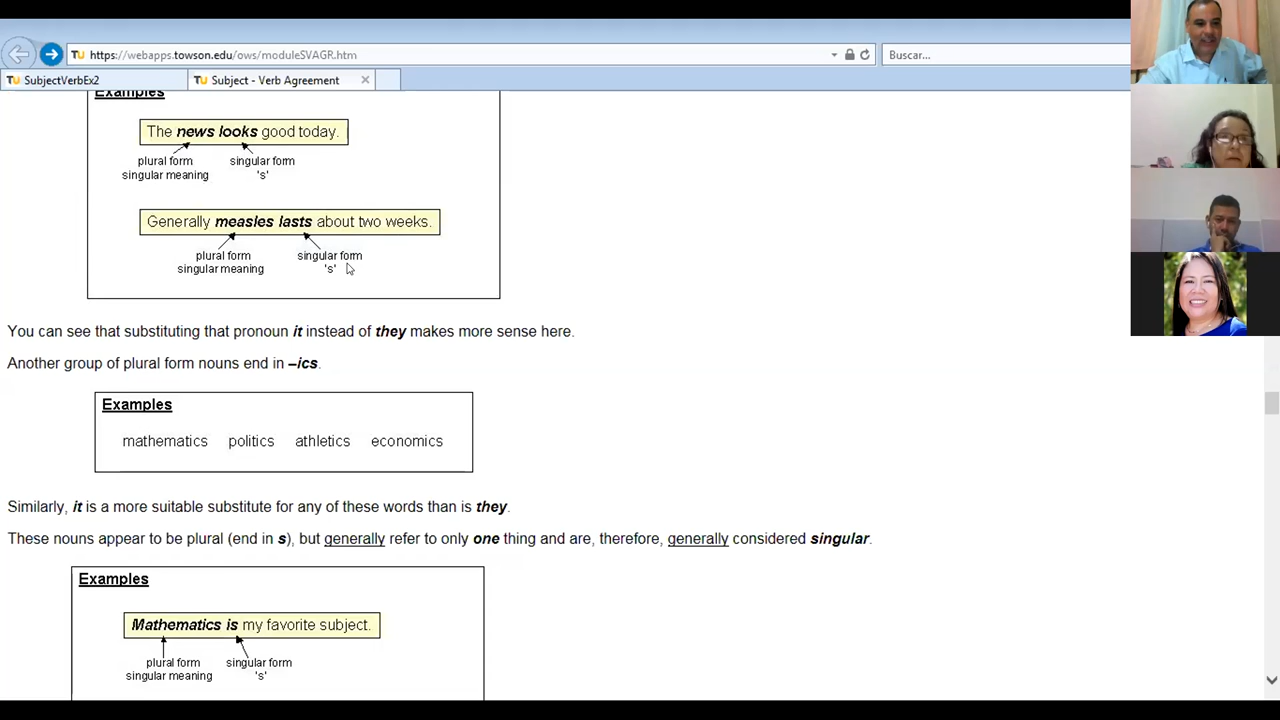 https://webapps.towson.edu/ows/moduleSVAGR.htm
Buscar...
SubjectVerbEx2
Subject - Verb Agreement
Examples
The news looks good today.
plural form singular form
singular meaning 's'
Generally measles lasts about two weeks.
plural form singular form
singular meaning 's'
You can see that substituting that pronoun it instead of they makes more sense here.
Another group of plural form nouns end in –ics.
Examples
mathematics politics athletics economics
Similarly, it is a more suitable substitute for any of these words than is they.
These nouns appear to be plural (end in s), but generally refer to only one thing and are, therefore, generally considered singular.
Examples
Mathematics is my favorite subject.
plural form singular form
singular meaning 's'